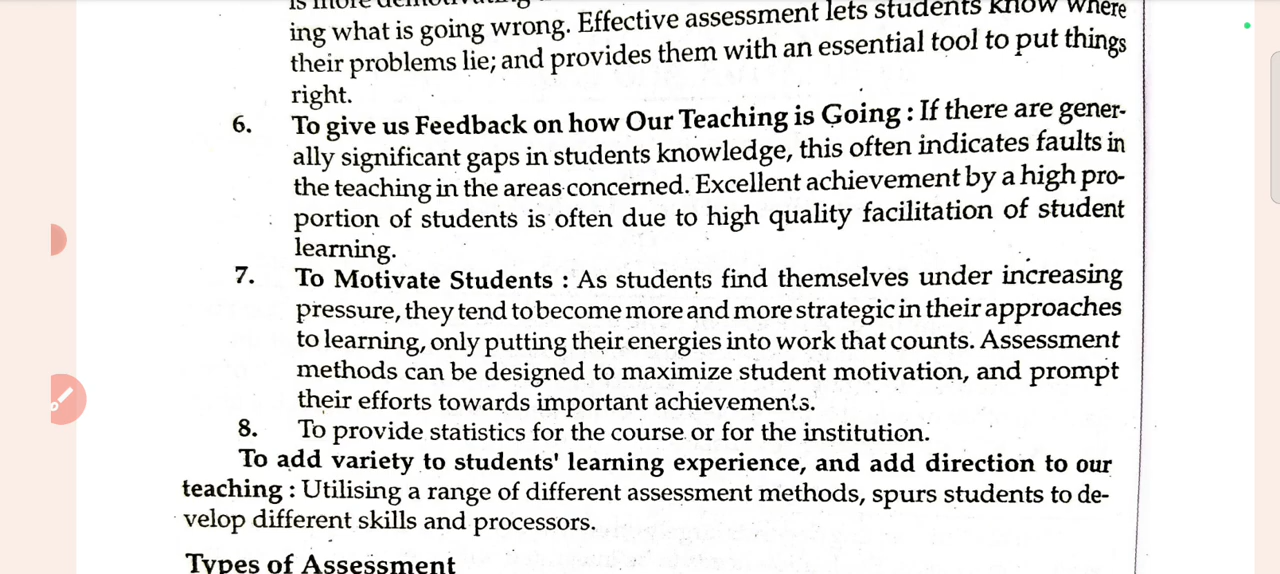 is more
ing what is going wrong. Effective assessment lets students know where
their problems lie; and provides them with an essential tool to put things
right.
6. To give us Feedback on how Our Teaching is Going : If there are gener-
ally significant gaps in students knowledge, this often indicates faults in
the teaching in the areas concerned. Excellent achievement by a high pro-
portion of students is often due to high quality facilitation of student
learning.
7. To Motivate Students : As students find themselves under increasing
pressure, they tend to become more and more strategic in their approaches
to learning, only putting their energies into work that counts. Assessment
methods can be designed to maximize student motivation, and prompt
their efforts towards important achievements.
8. To provide statistics for the course or for the institution.
To add variety to students' learning experience, and add direction to our
teaching : Utilising a range of different assessment methods, spurs students to de-
velop different skills and processors.
Types of Assessment